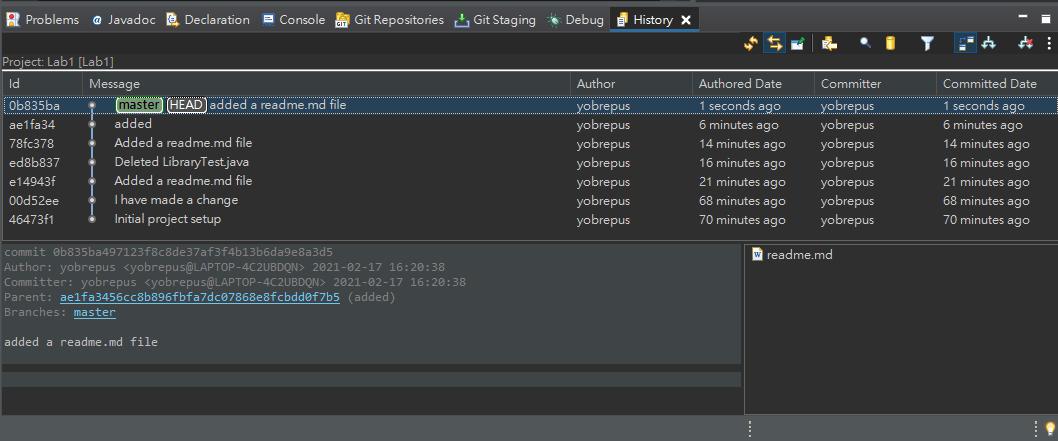 Problems Javadoc Declaration Console Git Repositories Git Staging Debug History
Project: Lab1 [Lab1]
Id Message Author Authored Date Committer Committed Date
0b835ba master HEAD added a readme.md file yobrepus 1 seconds ago yobrepus 1 seconds ago
ae1fa34 added yobrepus 6 minutes ago yobrepus 6 minutes ago
78fc378 Added a readme.md file yobrepus 14 minutes ago yobrepus 14 minutes ago
ed8b837 Deleted LibraryTest.java yobrepus 16 minutes ago yobrepus 16 minutes ago
e14943f Added a readme.md file yobrepus 21 minutes ago yobrepus 21 minutes ago
00d52ee I have made a change yobrepus 68 minutes ago yobrepus 68 minutes ago
46473f1 Initial project setup yobrepus 70 minutes ago yobrepus 70 minutes ago
commit 0b835ba497123f8c8de37af3f4b13b6da9e8a3d5
Author: yobrepus <yobrepus@LAPTOP-4C2UBDQN> 2021-02-17 16:20:38
Committer: yobrepus <yobrepus@LAPTOP-4C2UBDQN> 2021-02-17 16:20:38
Parent: ae1fa3456cc8b896fbfa7dc07868e8fcbdd0f7b5 (added)
Branches: master
added a readme.md file
readme.md